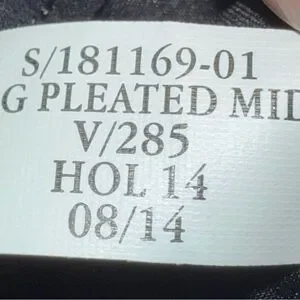 S/181169-01
G PLEATED MID
V/285
HOL 14
08/14